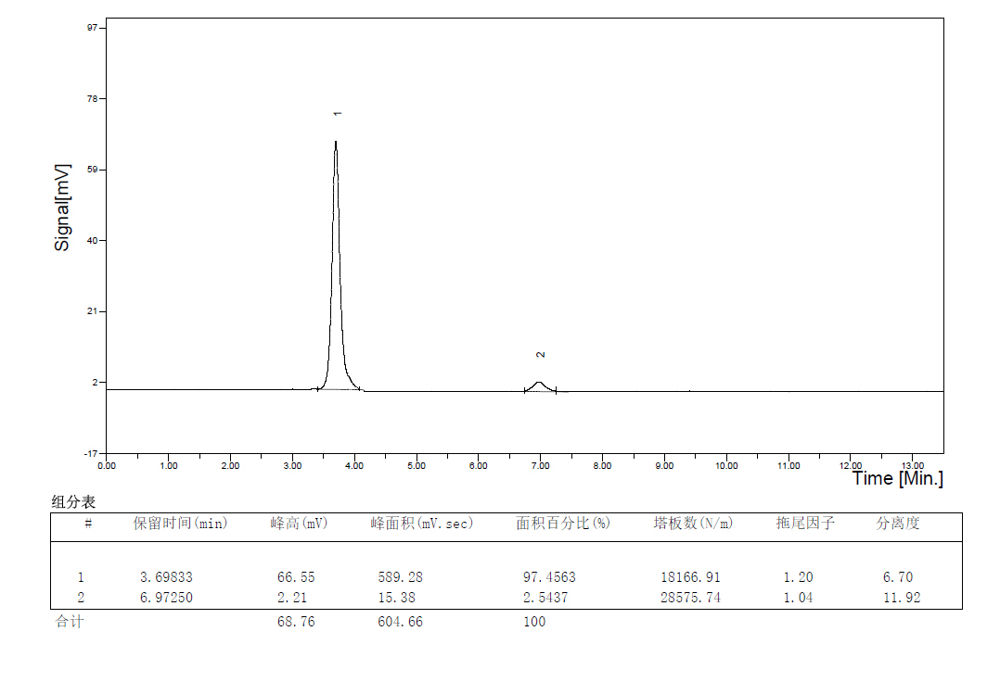 97
78
59
40
21
2
-17
Signal[mV]
1
2
0.00 1.00 2.00 3.00 4.00 5.00 6.00 7.00 8.00 9.00 10.00 11.00 12.00 13.00
Time [Min.]
组分表
# 保留时间(min) 峰高(mV) 峰面积(mV.sec) 面积百分比(%) 塔板数(N/m) 拖尾因子 分离度
1 3.69833 66.55 589.28 97.4563 18166.91 1.20 6.70
2 6.97250 2.21 15.38 2.5437 28575.74 1.04 11.92
合计 68.76 604.66 100